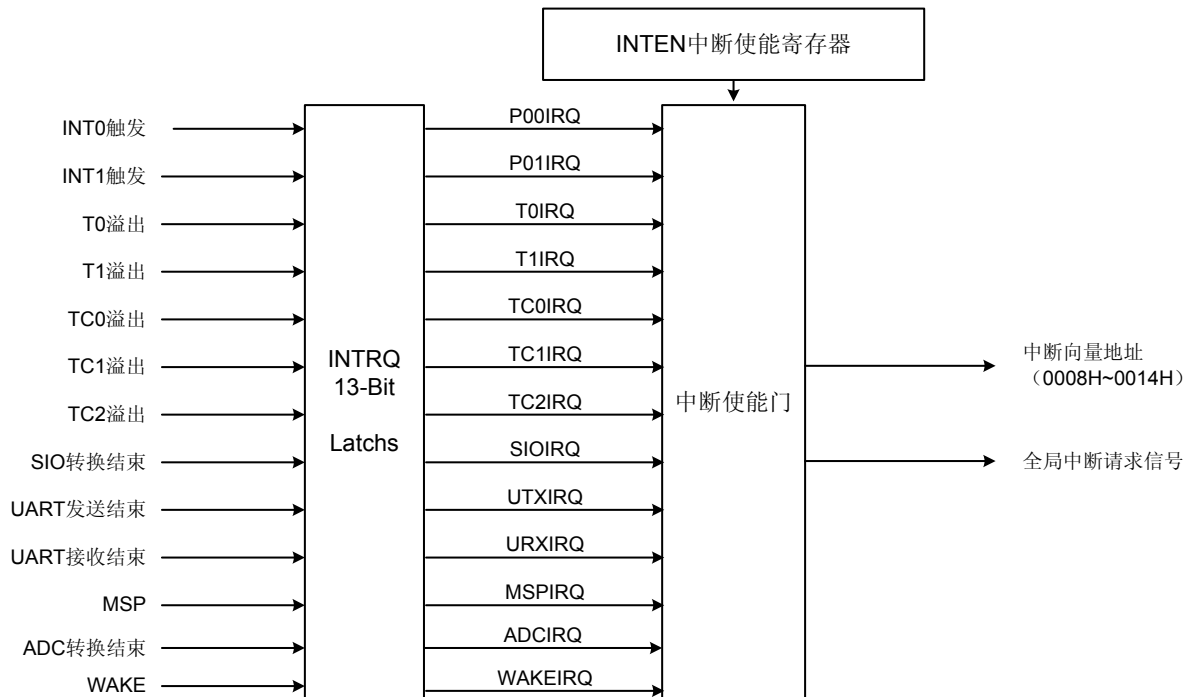 INTEN中断使能寄存器
INT0触发
INT1触发
T0溢出
T1溢出
TC0溢出
TC1溢出
TC2溢出
SIO转换结束
UART发送结束
UART接收结束
MSP
ADC转换结束
WAKE
INTRQ
13-Bit
Latchs
P00IRQ
P01IRQ
T0IRQ
T1IRQ
TC0IRQ
TC1IRQ
TC2IRQ
SIOIRQ
UTXIRQ
URXIRQ
MSPIRQ
ADCIRQ
WAKEIRQ
中断使能门
中断向量地址
（0008H~0014H）
全局中断请求信号